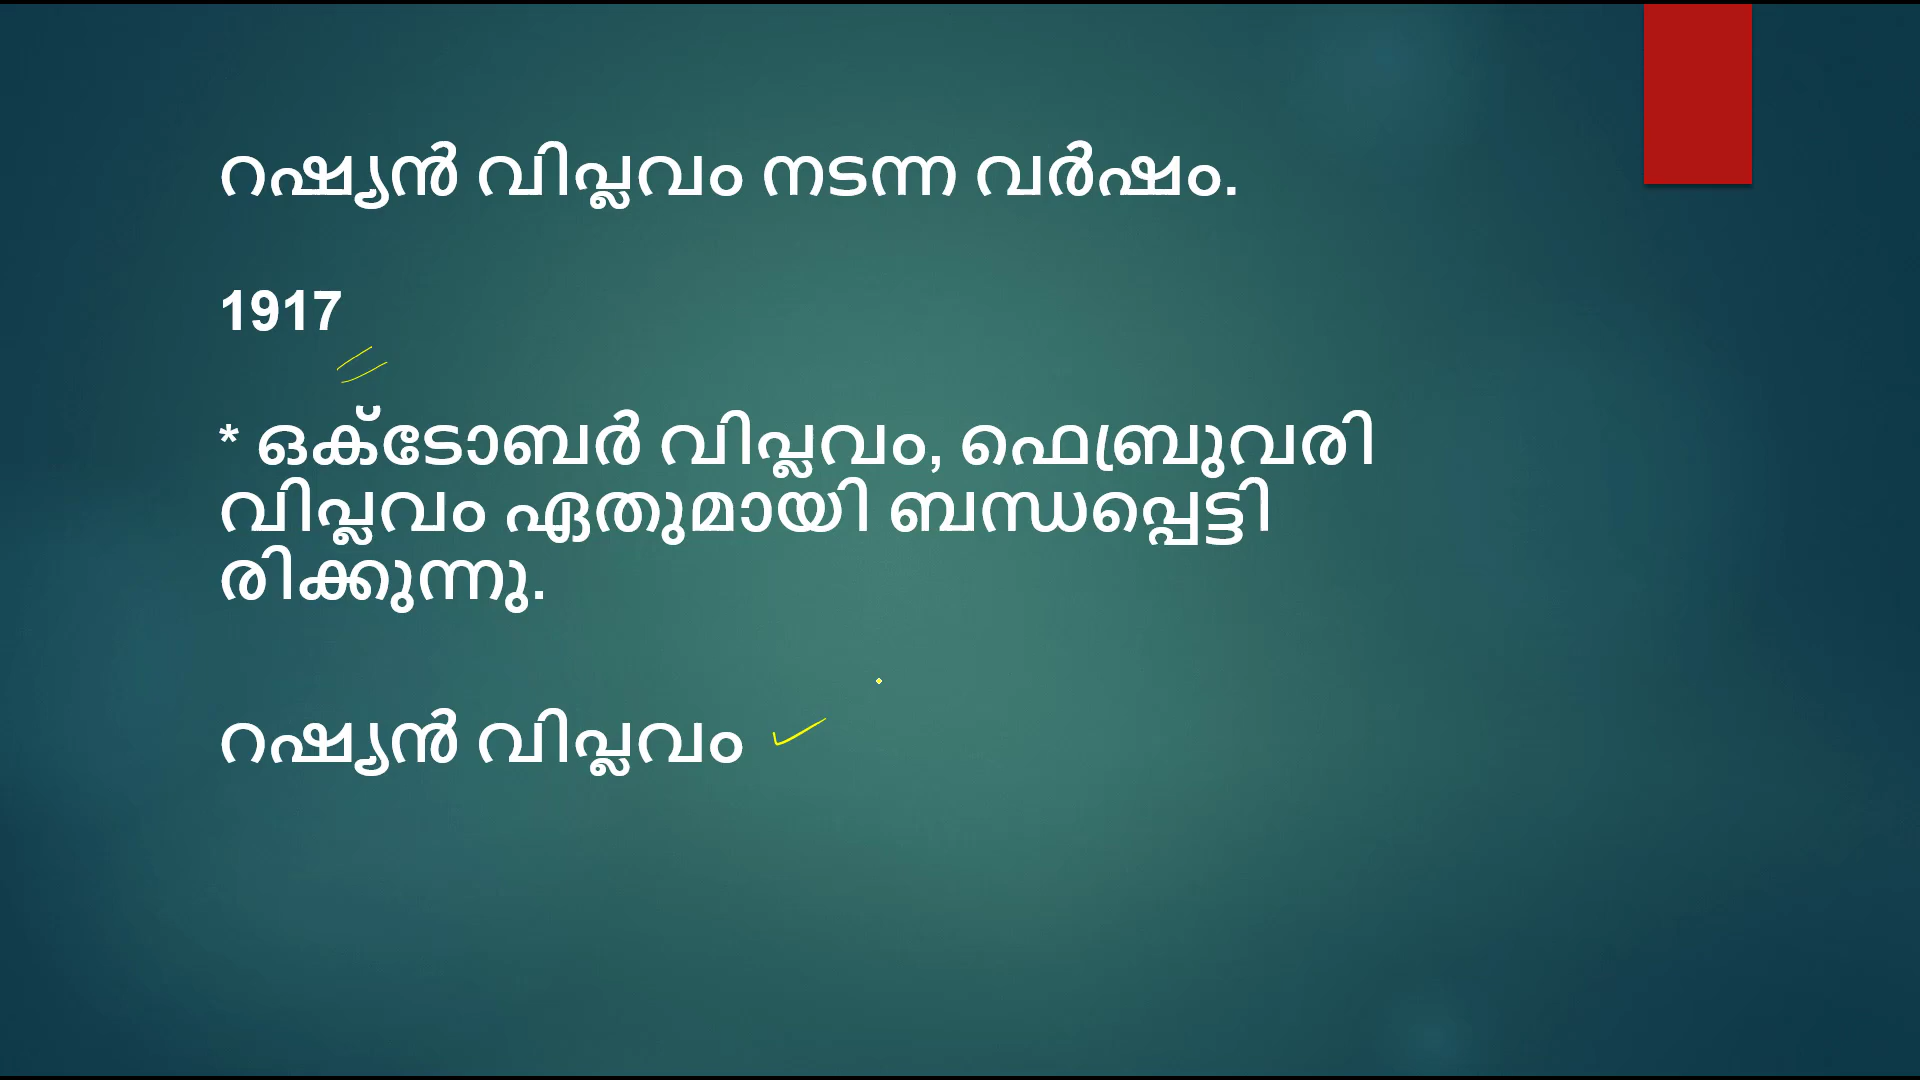 റഷ്യൻ വിപ്ലവം നടന്ന വർഷം.
1917
* ഒക്ടോബർ വിപ്ലവം, ഫെബ്രുവരി
വിപ്ലവം ഏതുമായി ബന്ധപ്പെട്ടി
രിക്കുന്നു.
റഷ്യൻ വിപ്ലവം